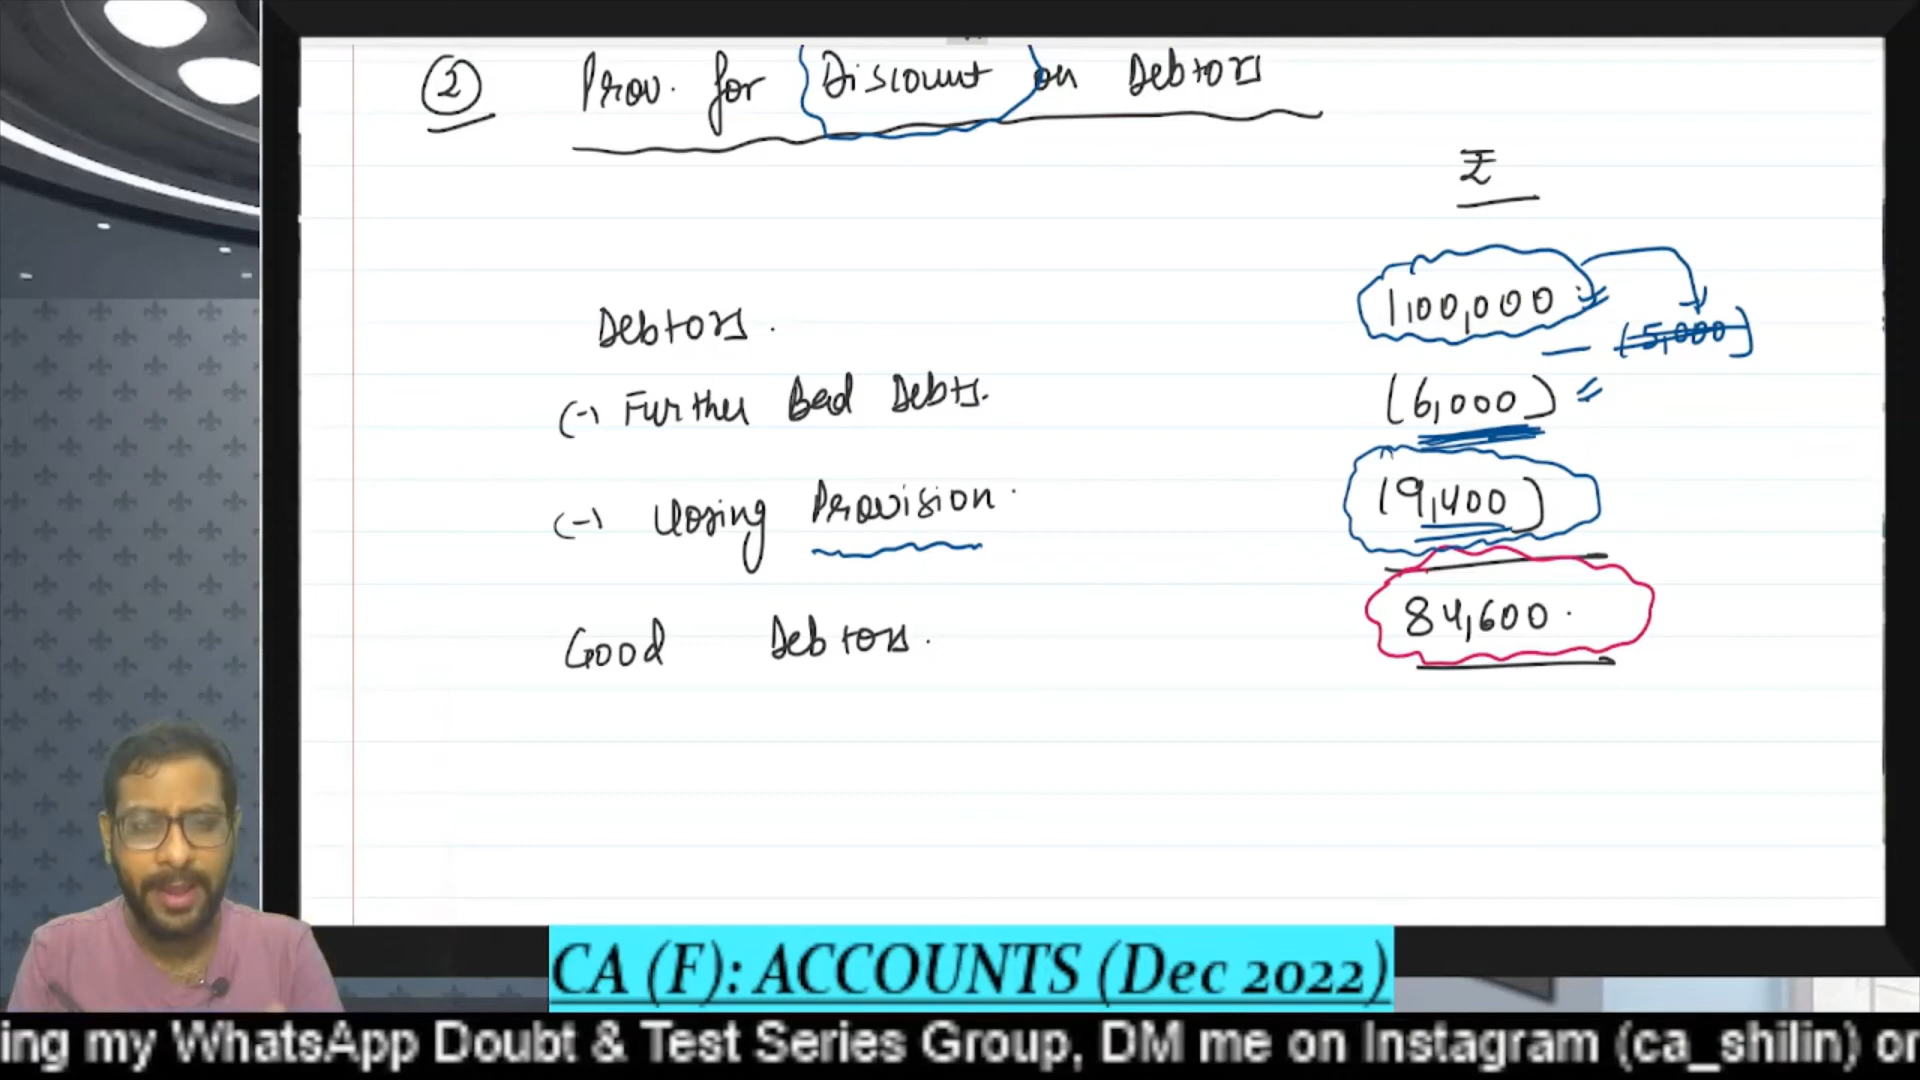 ② Prov. for Discount on Debtors
₹
Debtors. 1,00,000
(5,000)
(-) Further Bad Debts. (6,000)
(-) Closing Provision. (9,400)
Good Debtors. 84,600.
CA (F): ACCOUNTS (Dec 2022)
ing my WhatsApp Doubt & Test Series Group, DM me on Instagram (ca_shilin) or